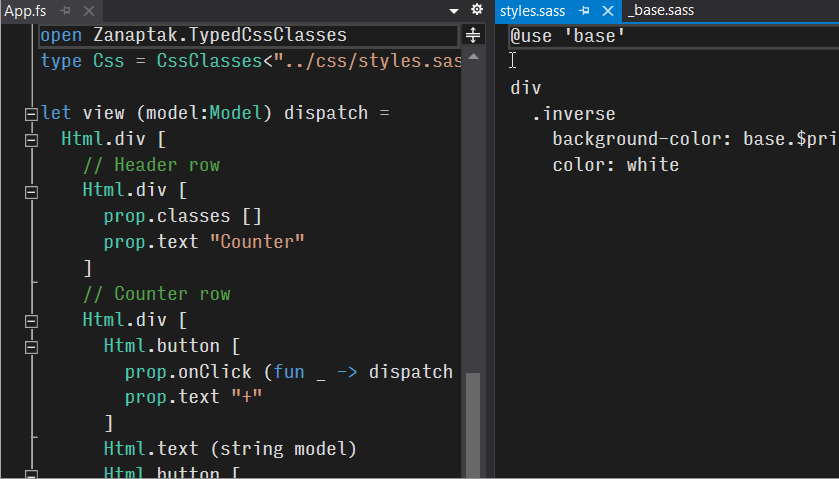 App.fs
open Zanaptak.TypedCssClasses
type Css = CssClasses<"../css/styles.sas
let view (model:Model) dispatch =
Html.div [
// Header row
Html.div [
prop.classes []
prop.text "Counter"
]
// Counter row
Html.div [
Html.button [
prop.onClick (fun _ -> dispatch
prop.text "+"
]
Html.text (string model)
Html.button [
styles.sass
_base.sass
@use 'base'
div
.inverse
background-color: base.$pri
color: white